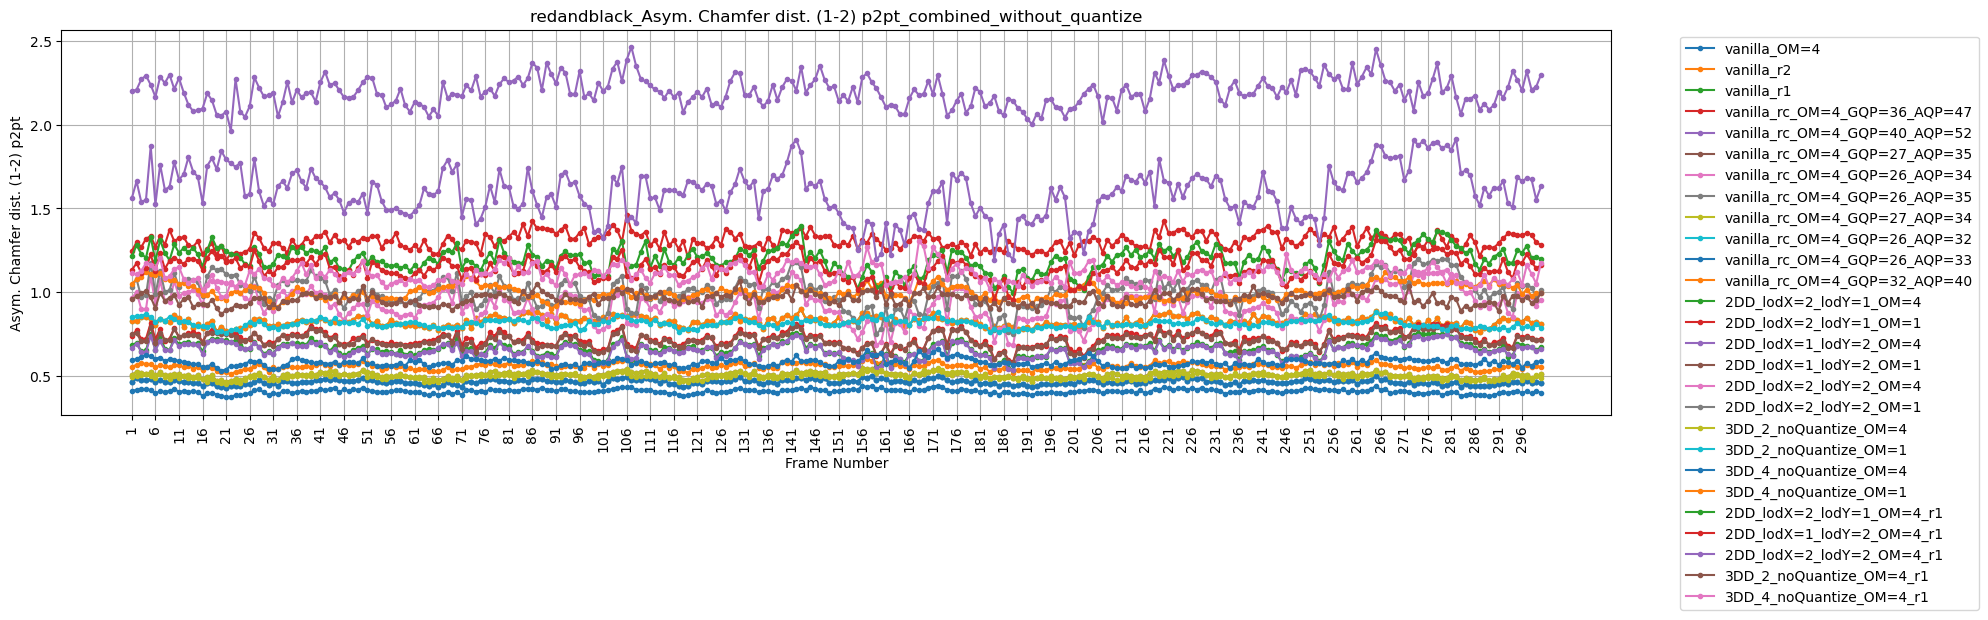 redandblack_Asym. Chamfer dist. (1-2) p2pt_combined_without_quantize
Asym. Chamfer dist. (1-2) p2pt
2.5
2.0
1.5
1.0
0.5
1 6 11 16 21 26 31 36 41 46 51 56 61 66 71 76 81 86 91 96 101 106 111 116 121 126 131 136 141 146 151 156 161 166 171 176 181 186 191 196 201 206 211 216 221 226 231 236 241 246 251 256 261 266 271 276 281 286 291 296
Frame Number
vanilla_OM=4
vanilla_r2
vanilla_r1
vanilla_rc_OM=4_GQP=36_AQP=47
vanilla_rc_OM=4_GQP=40_AQP=52
vanilla_rc_OM=4_GQP=27_AQP=35
vanilla_rc_OM=4_GQP=26_AQP=34
vanilla_rc_OM=4_GQP=26_AQP=35
vanilla_rc_OM=4_GQP=27_AQP=34
vanilla_rc_OM=4_GQP=26_AQP=32
vanilla_rc_OM=4_GQP=26_AQP=33
vanilla_rc_OM=4_GQP=32_AQP=40
2DD_lodX=2_lodY=1_OM=4
2DD_lodX=2_lodY=1_OM=1
2DD_lodX=1_lodY=2_OM=4
2DD_lodX=1_lodY=2_OM=1
2DD_lodX=2_lodY=2_OM=4
2DD_lodX=2_lodY=2_OM=1
3DD_2_noQuantize_OM=4
3DD_2_noQuantize_OM=1
3DD_4_noQuantize_OM=4
3DD_4_noQuantize_OM=1
2DD_lodX=2_lodY=1_OM=4_r1
2DD_lodX=1_lodY=2_OM=4_r1
2DD_lodX=2_lodY=2_OM=4_r1
3DD_2_noQuantize_OM=4_r1
3DD_4_noQuantize_OM=4_r1